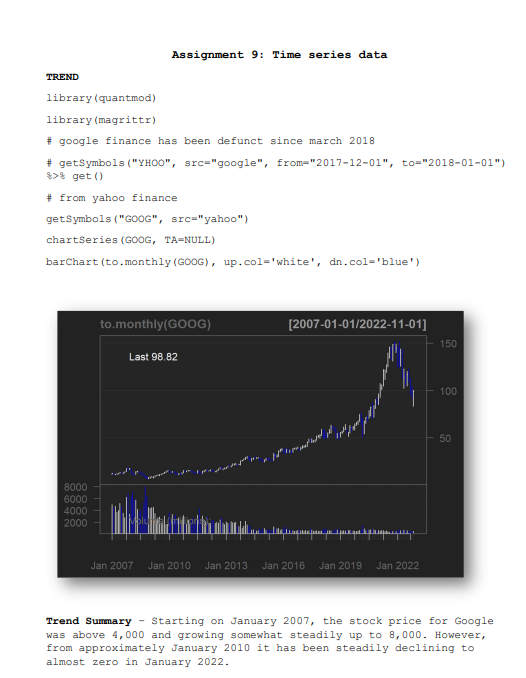 Assignment 9: Time series data
TREND
library(quantmod)
library(magrittr)
# google finance has been defunct since march 2018
# getSymbols("YHOO", src="google", from="2017-12-01", to="2018-01-01")
%>% get()
# from yahoo finance
getSymbols("GOOG", src="yahoo")
chartSeries(GOOG, TA=NULL)
barChart(to.monthly(GOOG), up.col='white', dn.col='blue')
to.monthly(GOOG) [2007-01-01/2022-11-01]
Last 98.82
150
100
50
8000
6000
4000
2000
Volume (millions)
Jan 2007 Jan 2010 Jan 2013 Jan 2016 Jan 2019 Jan 2022
Trend Summary – Starting on January 2007, the stock price for Google
was above 4,000 and growing somewhat steadily up to 8,000. However,
from approximately January 2010 it has been steadily declining to
almost zero in January 2022.